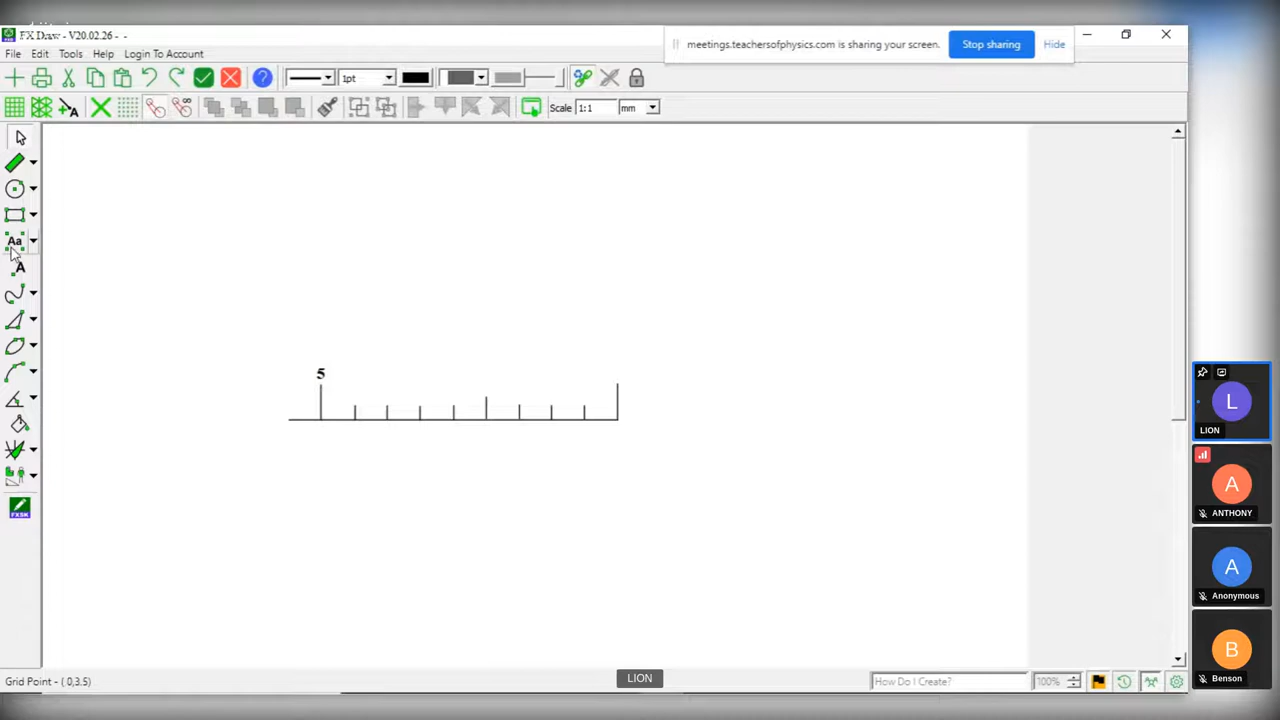 FX Draw - V20.02.26 - -
meetings.teachersofphysics.com is sharing your screen.
Stop sharing
Hide
File Edit Tools Help Login To Account
1pt
Scale 1:1 mm
Aa
A
5
FXSK
L
LION
A
ANTHONY
A
Anonymous
B
Benson
Grid Point - ( 0,3.5)
LION
How Do I Create?
100%